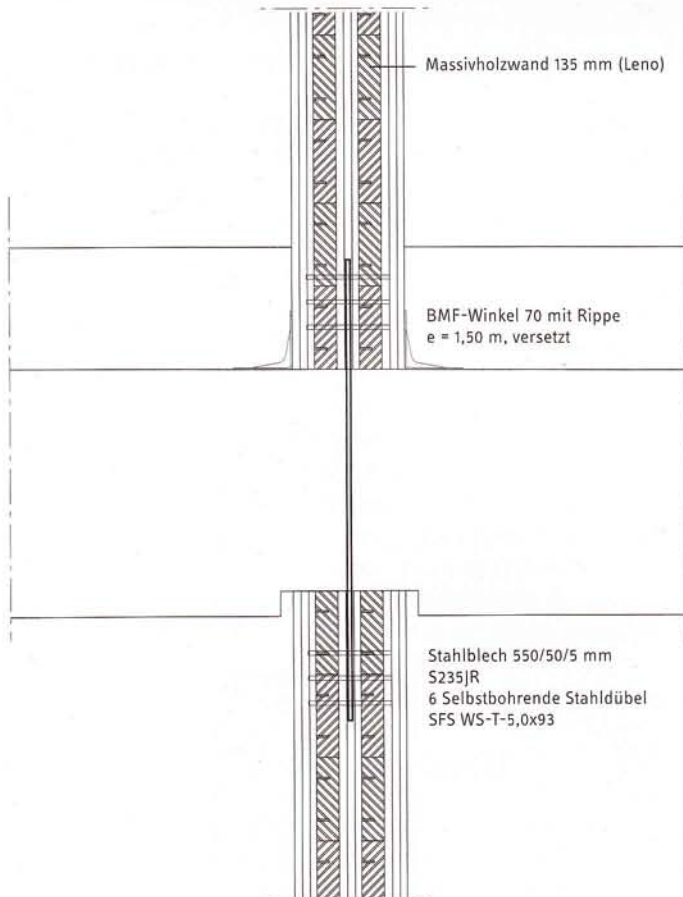 Massivholzwand 135 mm (Leno)
BMF-Winkel 70 mit Rippe
e = 1,50 m, versetzt
Stahlblech 550/50/5 mm
S235JR
6 Selbstbohrende Stahldübel
SFS WS-T-5,0x93